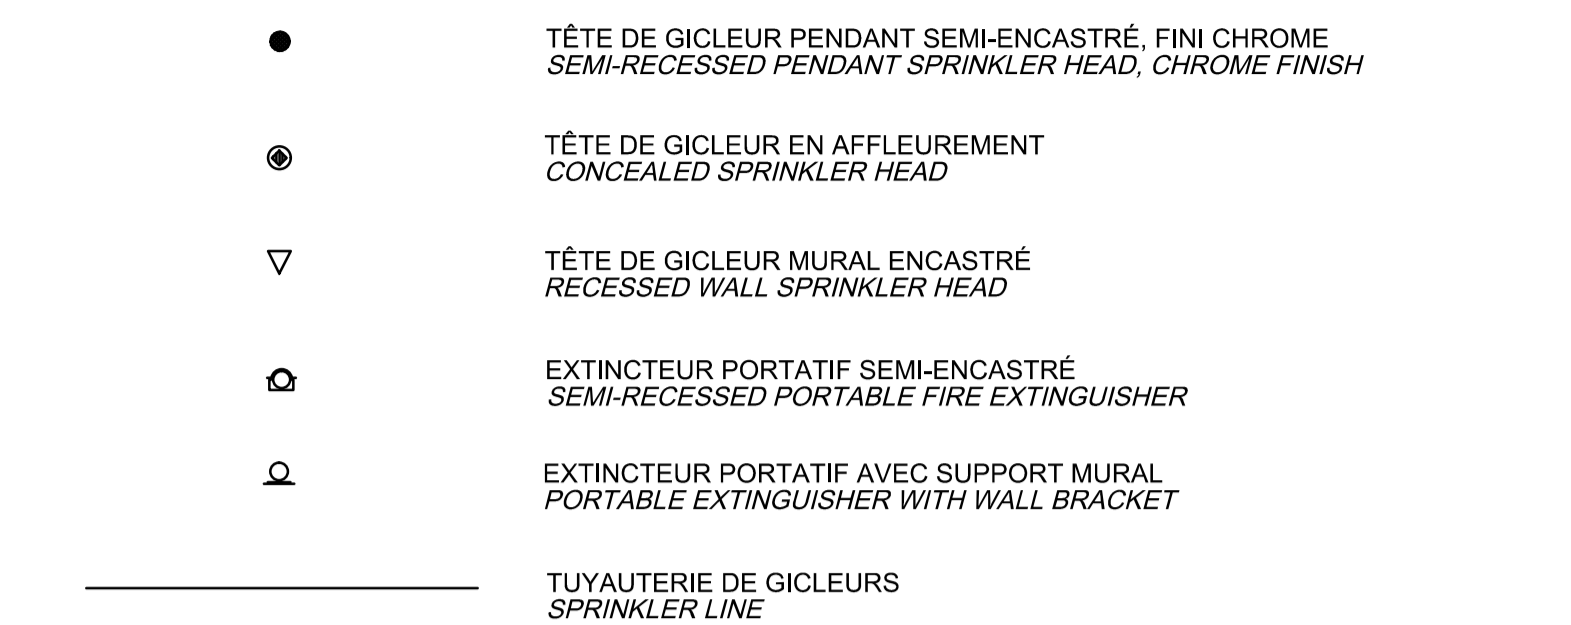 TÊTE DE GICLEUR PENDANT SEMI-ENCASTRÉ, FINI CHROME
SEMI-RECESSED PENDANT SPRINKLER HEAD, CHROME FINISH
TÊTE DE GICLEUR EN AFFLEUREMENT
CONCEALED SPRINKLER HEAD
TÊTE DE GICLEUR MURAL ENCASTRÉ
RECESSED WALL SPRINKLER HEAD
EXTINCTEUR PORTATIF SEMI-ENCASTRÉ
SEMI-RECESSED PORTABLE FIRE EXTINGUISHER
EXTINCTEUR PORTATIF AVEC SUPPORT MURAL
PORTABLE EXTINGUISHER WITH WALL BRACKET
TUYAUTERIE DE GICLEURS
SPRINKLER LINE